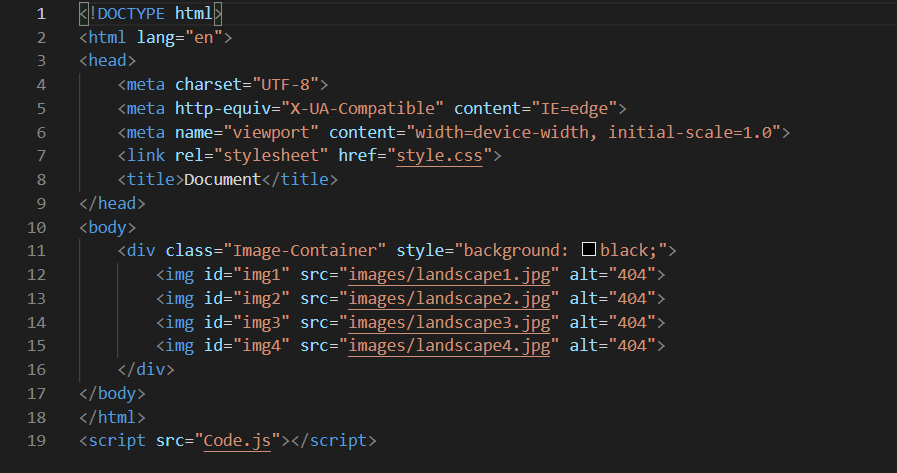 1 <!DOCTYPE html>
2 <html lang="en">
3 <head>
4     <meta charset="UTF-8">
5     <meta http-equiv="X-UA-Compatible" content="IE=edge">
6     <meta name="viewport" content="width=device-width, initial-scale=1.0">
7     <link rel="stylesheet" href="style.css">
8     <title>Document</title>
9 </head>
10 <body>
11     <div class="Image-Container" style="background: black;">
12         <img id="img1" src="images/landscape1.jpg" alt="404">
13         <img id="img2" src="images/landscape2.jpg" alt="404">
14         <img id="img3" src="images/landscape3.jpg" alt="404">
15         <img id="img4" src="images/landscape4.jpg" alt="404">
16     </div>
17 </body>
18 </html>
19 <script src="Code.js"></script>